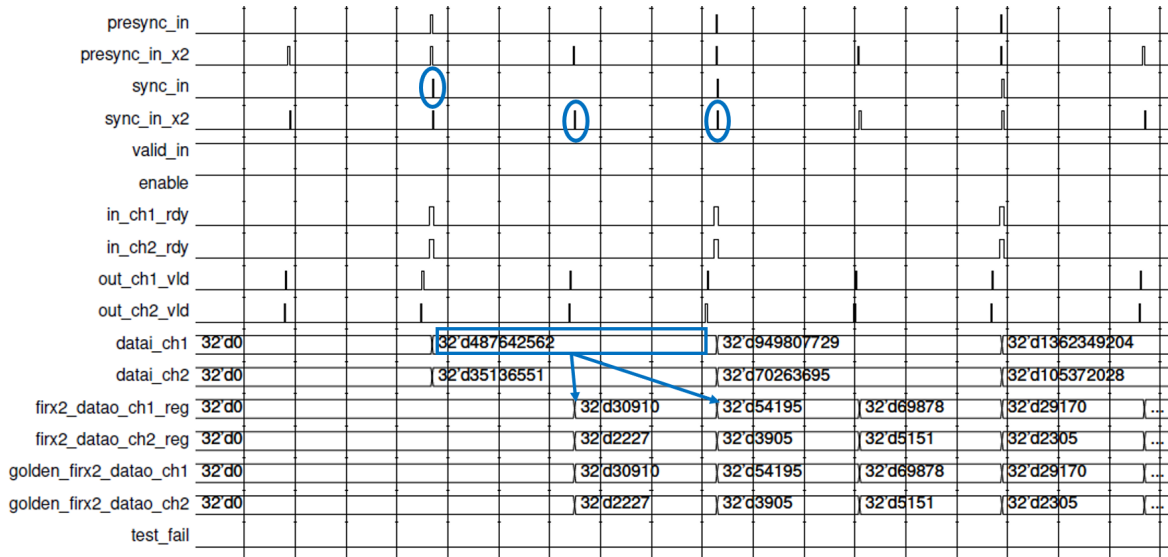 presync_in
presync_in_x2
sync_in
sync_in_x2
valid_in
enable
in_ch1_rdy
in_ch2_rdy
out_ch1_vld
out_ch2_vld
datai_ch1 32'd0 32'd487642562 32'd949807729 32'd1362349204
datai_ch2 32'd0 32'd35136551 32'd70263695 32'd105372028
firx2_datao_ch1_reg 32'd0 32'd30910 32'd54195 32'd69878 32'd29170 ...
firx2_datao_ch2_reg 32'd0 32'd2227 32'd3905 32'd5151 32'd2305 ...
golden_firx2_datao_ch1 32'd0 32'd30910 32'd54195 32'd69878 32'd29170 ...
golden_firx2_datao_ch2 32'd0 32'd2227 32'd3905 32'd5151 32'd2305 ...
test_fail